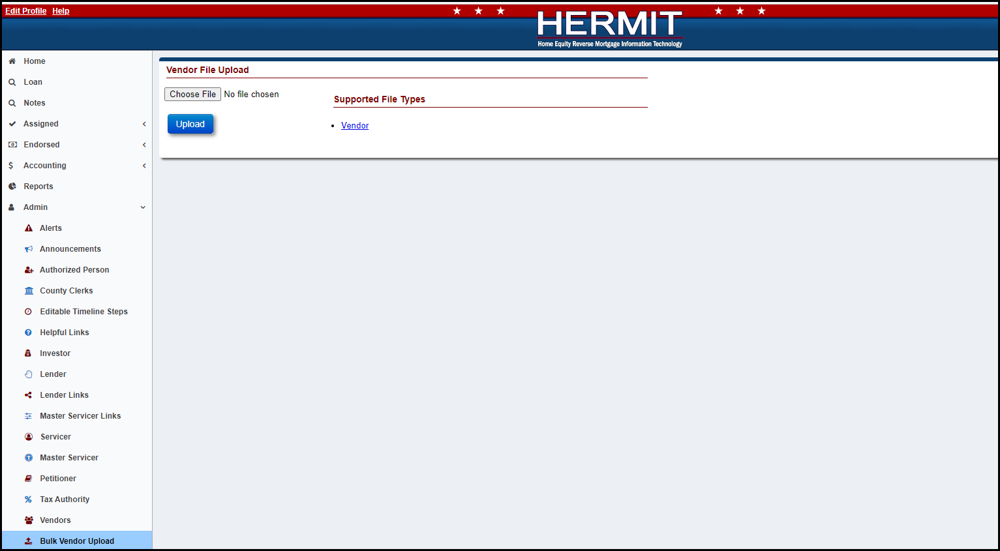 Edit Profile Help
HERMIT
Home Equity Reverse Mortgage Information Technology
Home
Loan
Notes
Assigned
Endorsed
Accounting
Reports
Admin
Alerts
Announcements
Authorized Person
County Clerks
Editable Timeline Steps
Helpful Links
Investor
Lender
Lender Links
Master Servicer Links
Servicer
Master Servicer
Petitioner
Tax Authority
Vendors
Bulk Vendor Upload
Vendor File Upload
Choose File No file chosen
Upload
Supported File Types
Vendor